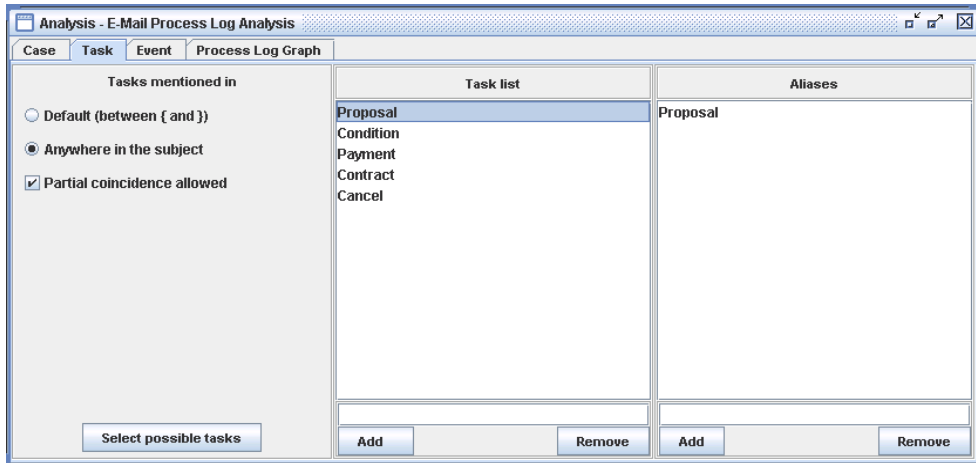 Analysis - E-Mail Process Log Analysis
Case Task Event Process Log Graph
Tasks mentioned in
Default (between { and })
Anywhere in the subject
Partial coincidence allowed
Select possible tasks
Task list
Proposal
Condition
Payment
Contract
Cancel
Add Remove
Aliases
Proposal
Add Remove